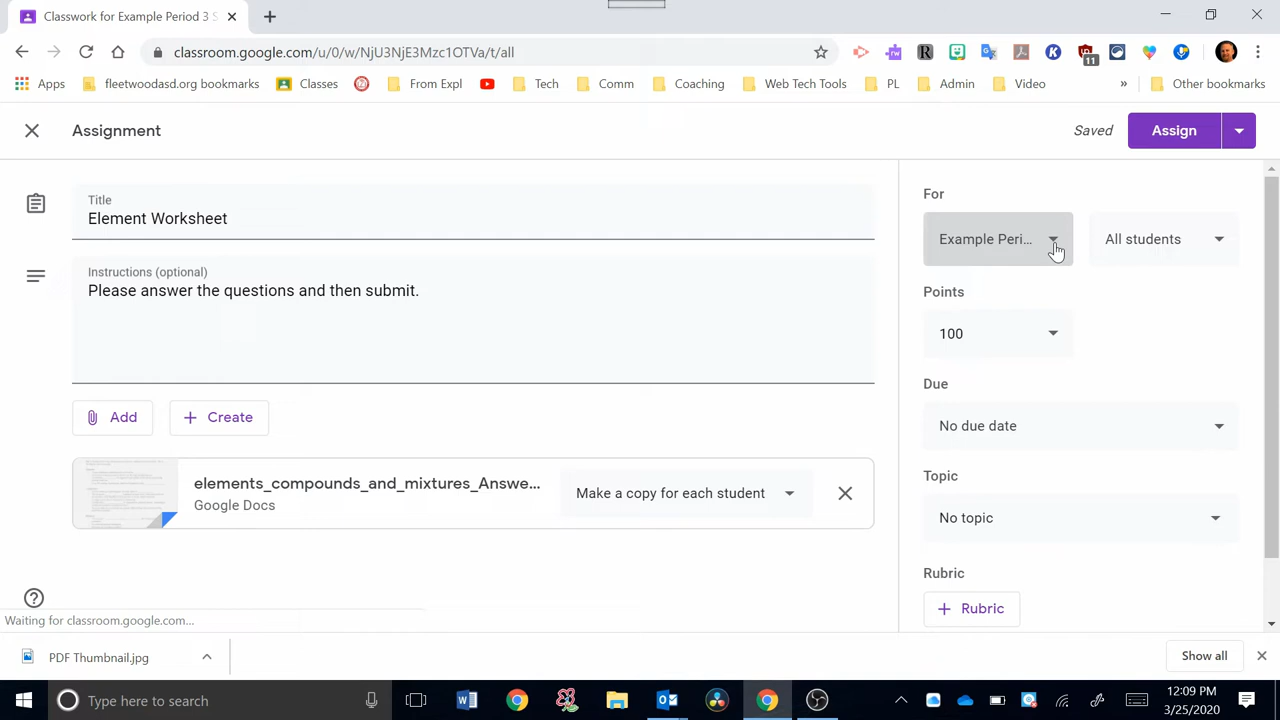 Classwork for Example Period 3 S
classroom.google.com/u/0/w/NjU3NjE3Mzc1OTVa/t/all
11
Apps
fleetwoodasd.org bookmarks
Classes
From Expl
Tech
Comm
Coaching
Web Tech Tools
PL
Admin
Video
»
Other bookmarks
Assignment
Saved
Assign
Title
Element Worksheet
Instructions (optional)
Please answer the questions and then submit.
Add
Create
elements_compounds_and_mixtures_Answe...
Google Docs
Make a copy for each student
For
Example Peri...
All students
Points
100
Due
No due date
Topic
No topic
Rubric
Rubric
Waiting for classroom.google.com...
PDF Thumbnail.jpg
Show all
Type here to search
12:09 PM
3/25/2020